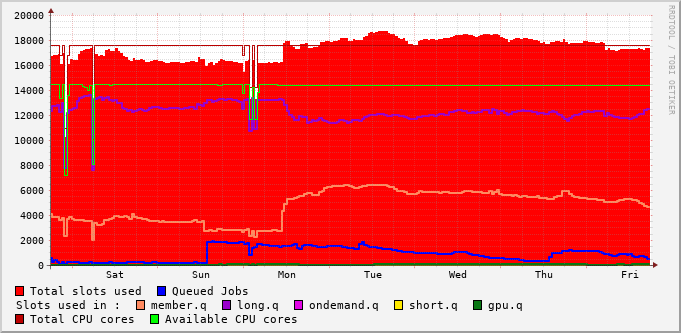 RRDTOOL / TOBI OETIKER
20000
18000
16000
14000
12000
10000
8000
6000
4000
2000
0
Sat Sun Mon Tue Wed Thu Fri
Total slots used Queued Jobs
Slots used in : member.q long.q ondemand.q short.q gpu.q
Total CPU cores Available CPU cores